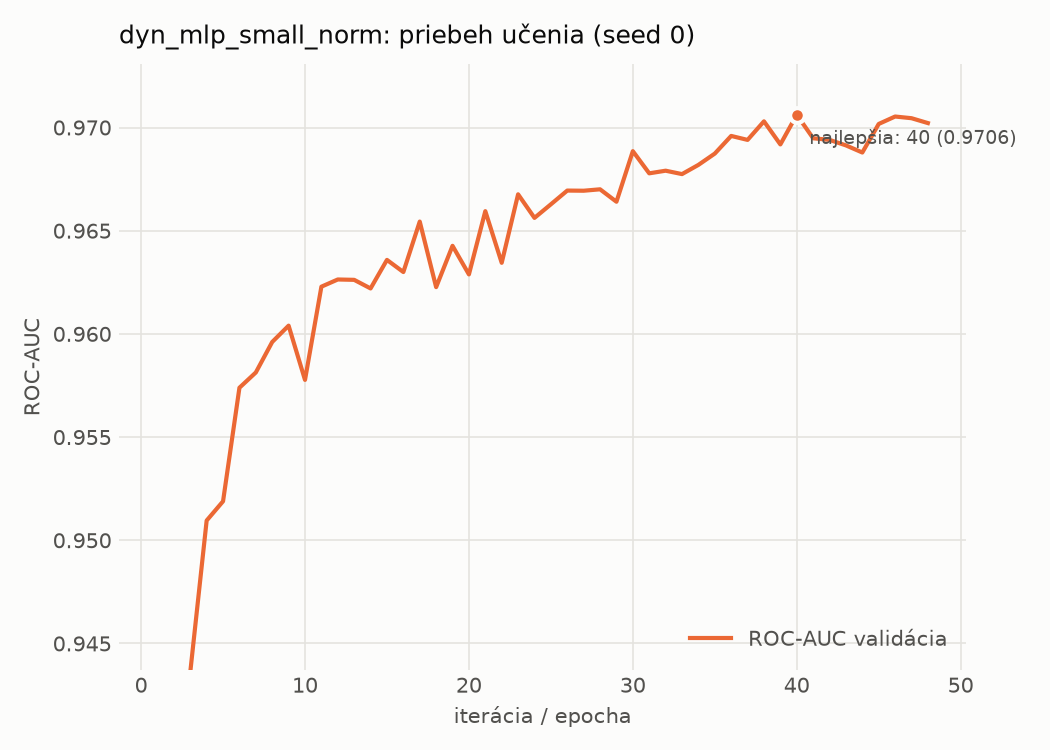 dyn_mlp_small_norm: priebeh učenia (seed 0)
ROC-AUC
0.970
0.965
0.960
0.955
0.950
0.945
najlepšia: 40 (0.9706)
ROC-AUC validácia
0 10 20 30 40 50
iterácia / epocha